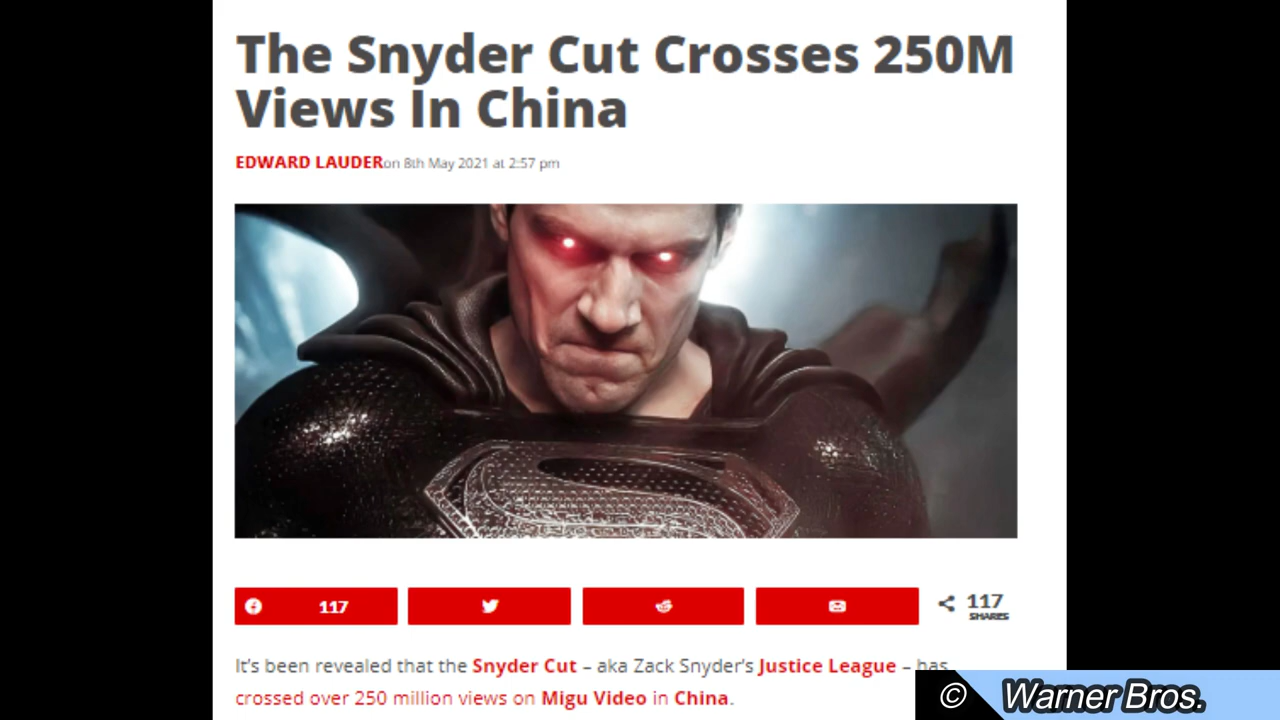 The Snyder Cut Crosses 250M
Views In China
EDWARD LAUDERon 8th May 2021 at 2:57 pm
117
117
SHARES
It's been revealed that the Snyder Cut – aka Zack Snyder's Justice League – has
crossed over 250 million views on Migu Video in China.
© Warner Bros.